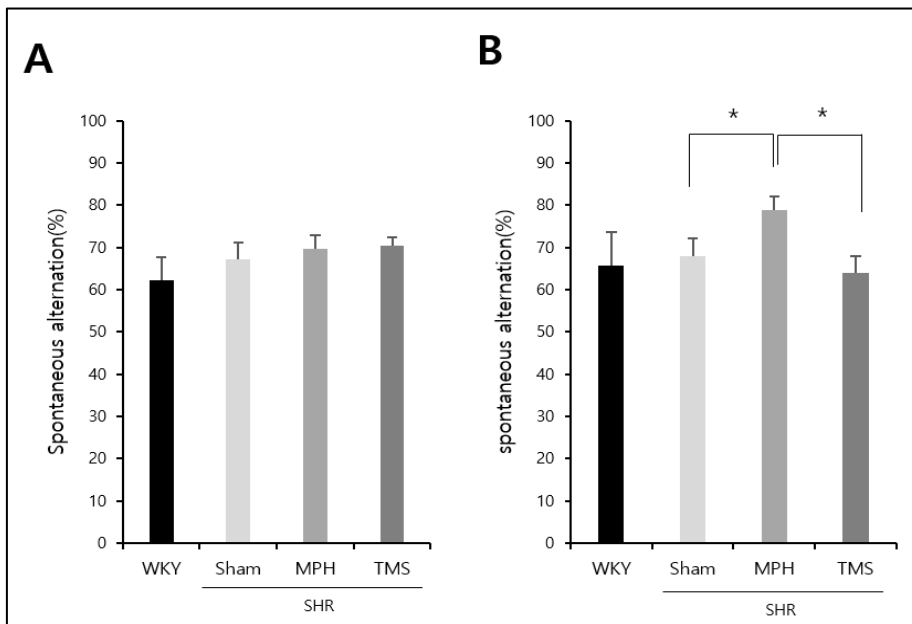 A
Spontaneous alternation(%)
100
90
80
70
60
50
40
30
20
10
0
WKY
Sham
MPH
TMS
SHR
B
spontaneous alternation(%)
100
90
80
70
60
50
40
30
20
10
0
*
*
WKY
Sham
MPH
TMS
SHR